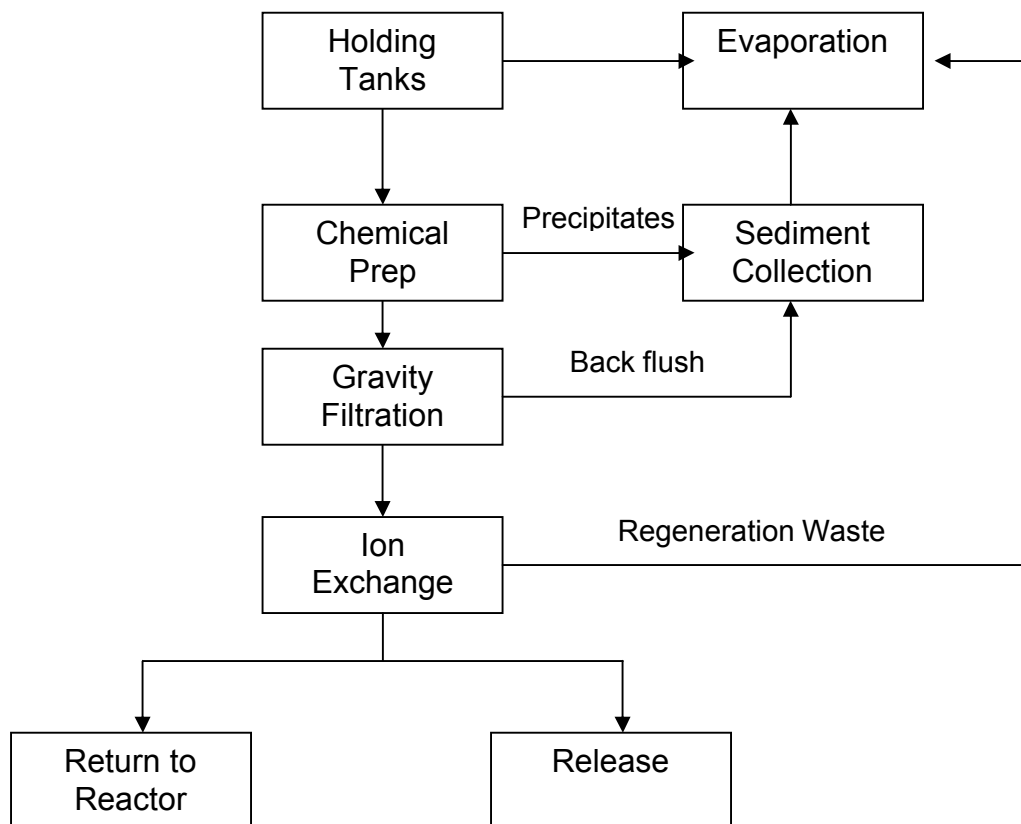 Holding
Tanks
Evaporation
Chemical
Prep
Precipitates
Sediment
Collection
Gravity
Filtration
Back flush
Ion
Exchange
Regeneration Waste
Return to
Reactor
Release